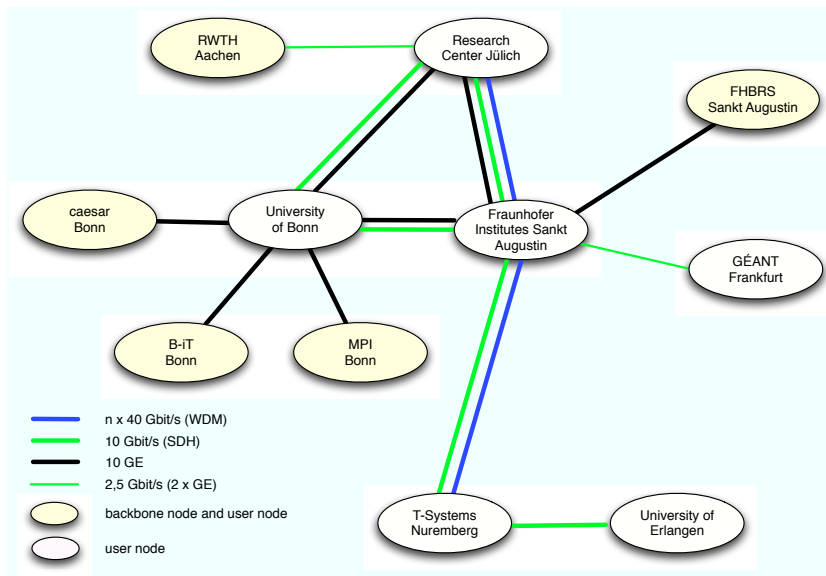 RWTH
Aachen
Research
Center Jülich
FHBRS
Sankt Augustin
caesar
Bonn
University
of Bonn
Fraunhofer
Institutes Sankt
Augustin
GÉANT
Frankfurt
B-iT
Bonn
MPI
Bonn
n x 40 Gbit/s (WDM)
10 Gbit/s (SDH)
10 GE
2,5 Gbit/s (2 x GE)
backbone node and user node
user node
T-Systems
Nuremberg
University of
Erlangen